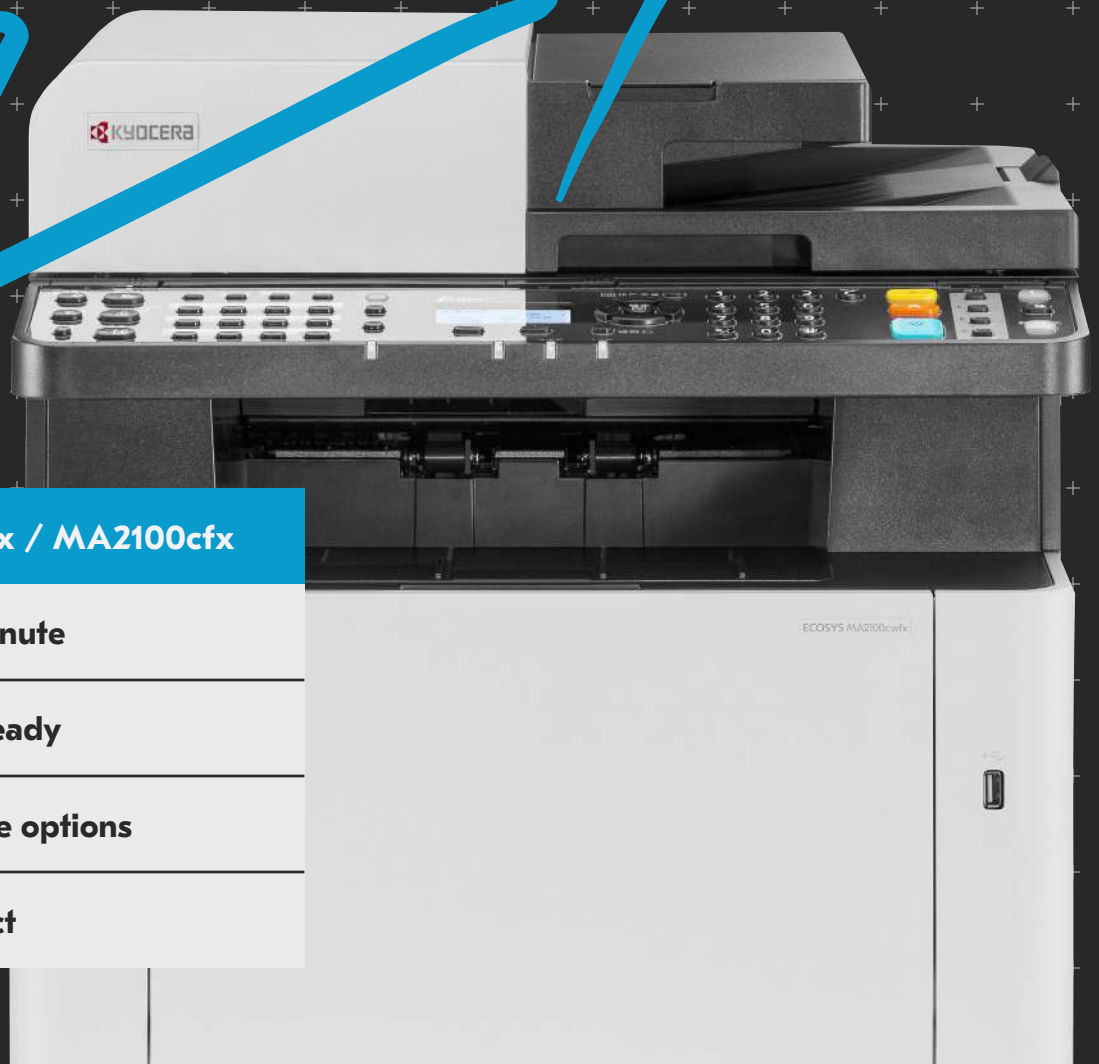 KYOCERA
x / MA2100cfx
nute
eady
e options
ct
ECOSYS MA2100cwfx